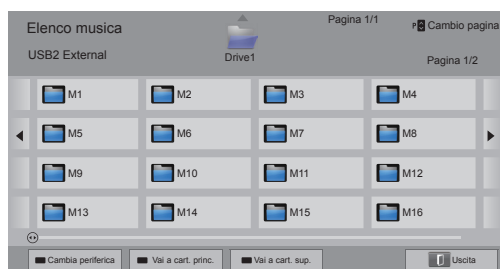 Elenco musica
Pagina 1/1
P Cambio pagina
USB2 External
Drive1
Pagina 1/2
M1 M2 M3 M4
M5 M6 M7 M8
M9 M10 M11 M12
M13 M14 M15 M16
Cambia periferica Vai a cart. princ. Vai a cart. sup. Uscita